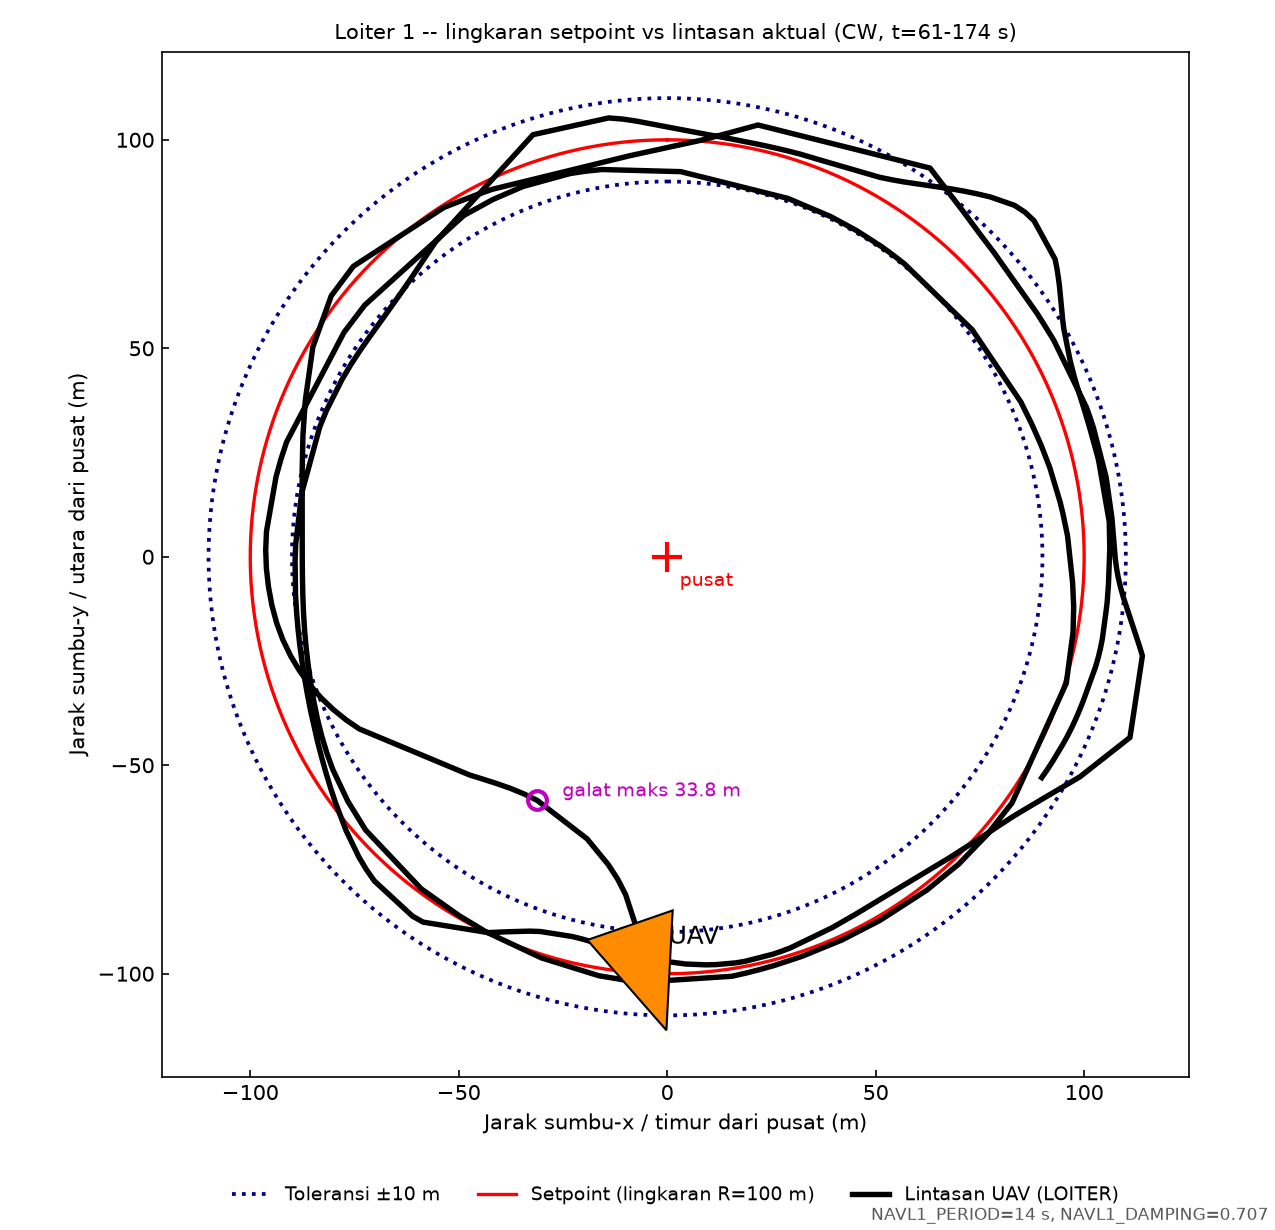 Loiter 1 -- lingkaran setpoint vs lintasan aktual (CW, t=61-174 s)
Jarak sumbu-y / utara dari pusat (m)
100
50
0
−50
−100
pusat
galat maks 33.8 m
UAV
−100
−50
0
50
100
Jarak sumbu-x / timur dari pusat (m)
Toleransi ±10 m
Setpoint (lingkaran R=100 m)
Lintasan UAV (LOITER)
NAVL1_PERIOD=14 s, NAVL1_DAMPING=0.707